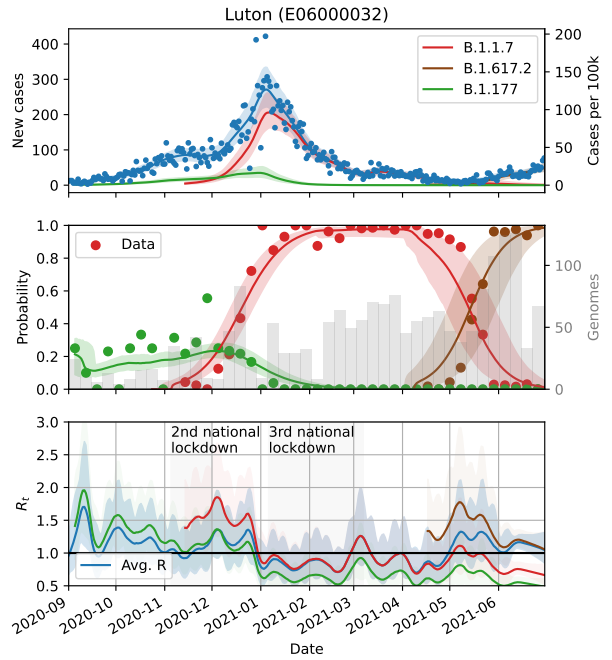 Luton (E06000032)
New cases
400
300
200
100
0
B.1.1.7
B.1.617.2
B.1.177
200
150
100
50
0
Cases per 100k
Probability
1.0
0.8
0.6
0.4
0.2
0.0
Data
100
50
0
Genomes
R_t
3.0
2.5
2.0
1.5
1.0
0.5
2nd national
lockdown
3rd national
lockdown
Avg. R
2020-09
2020-10
2020-11
2020-12
2021-01
2021-02
2021-03
2021-04
2021-05
2021-06
Date